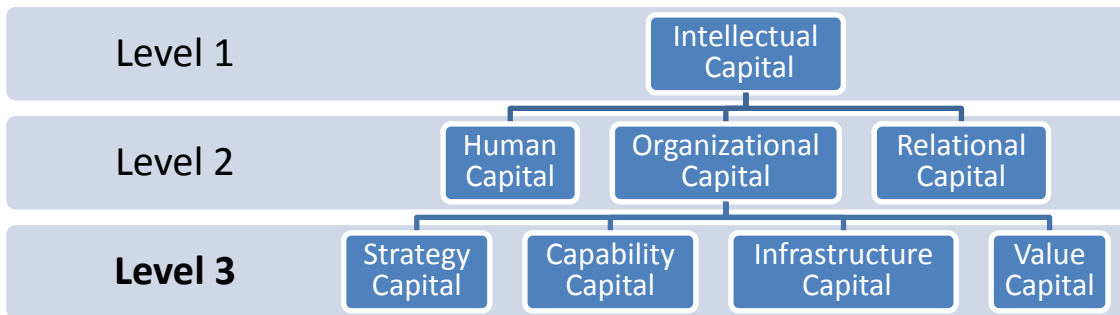 Level 1
Intellectual
Capital
Level 2
Human
Capital
Organizational
Capital
Relational
Capital
Level 3
Strategy
Capital
Capability
Capital
Infrastructure
Capital
Value
Capital